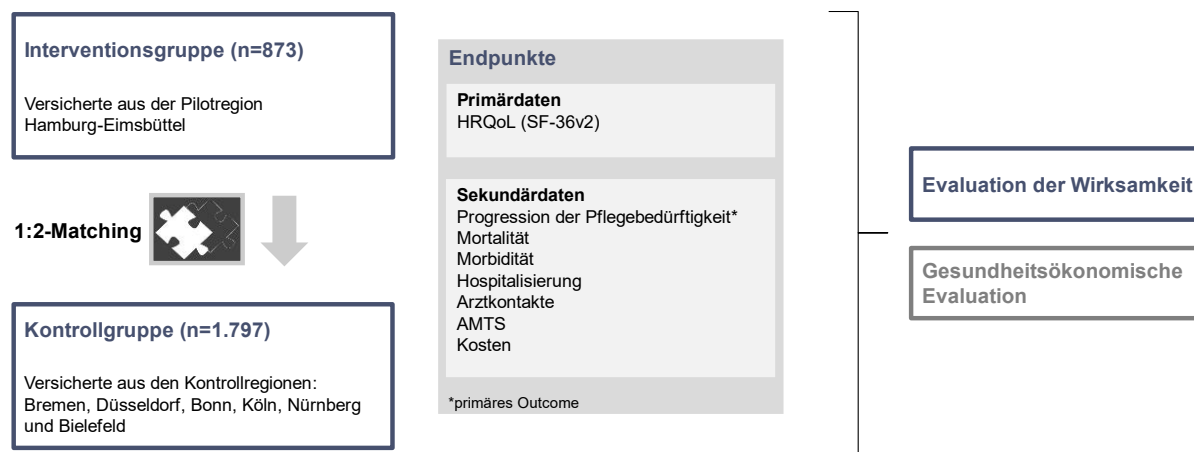 Interventionsgruppe (n=873)
Versicherte aus der Pilotregion
Hamburg-Eimsbüttel
1:2-Matching
Kontrollgruppe (n=1.797)
Versicherte aus den Kontrollregionen:
Bremen, Düsseldorf, Bonn, Köln, Nürnberg
und Bielefeld
Endpunkte
Primärdaten
HRQoL (SF-36v2)
Sekundärdaten
Progression der Pflegebedürftigkeit*
Mortalität
Morbidität
Hospitalisierung
Arztkontakte
AMTS
Kosten
*primäres Outcome
Evaluation der Wirksamkeit
Gesundheitsökonomische
Evaluation